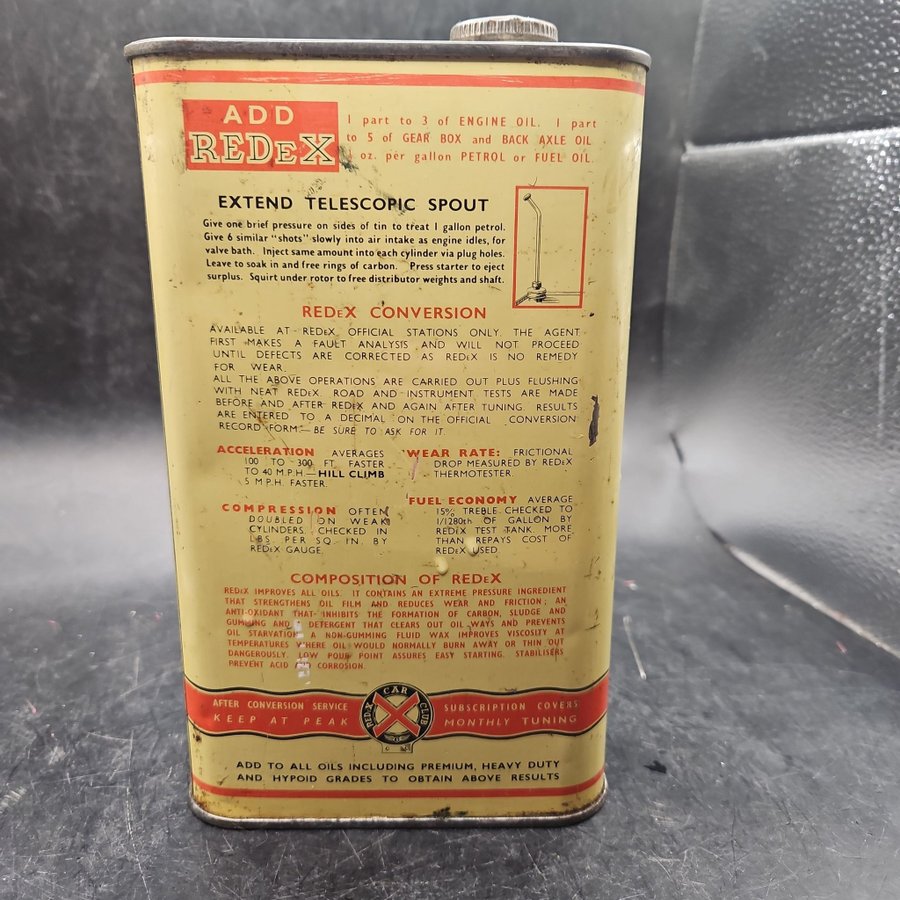 ADD
REDEX
1 part to 3 of ENGINE OIL. 1 part
to 5 of GEAR BOX and BACK AXLE OIL
oz. per gallon PETROL or FUEL OIL.
EXTEND TELESCOPIC SPOUT
Give one brief pressure on sides of tin to treat 1 gallon petrol.
Give 6 similar "shots" slowly into air intake as engine idles, for
valve bath. Inject same amount into each cylinder via plug holes.
Leave to soak in and free rings of carbon. Press starter to eject
surplus. Squirt under rotor to free distributor weights and shaft.
REDEX CONVERSION
AVAILABLE AT REDEX OFFICIAL STATIONS ONLY. THE AGENT
FIRST MAKES A FAULT ANALYSIS AND WILL NOT PROCEED
UNTIL DEFECTS ARE CORRECTED AS REDEX IS NO REMEDY
FOR WEAR.
ALL THE ABOVE OPERATIONS ARE CARRIED OUT PLUS FLUSHING
WITH NEAT REDEX. ROAD AND INSTRUMENT TESTS ARE MADE
BEFORE AND AFTER REDEX AND AGAIN AFTER TUNING. RESULTS
ARE ENTERED TO A DECIMAL ON THE OFFICIAL CONVERSION
RECORD FORM:—BE SURE TO ASK FOR IT.
ACCELERATION AVERAGES
100 TO 300 FT FASTER
TO 40 M.P.H.—HILL CLIMB
5 M.P.H. FASTER.
COMPRESSION OFTEN
DOUBLED ON WEAK
CYLINDERS, CHECKED IN
LBS. PER SQ. IN. BY
REDEX GAUGE.
WEAR RATE: FRICTIONAL
DROP MEASURED BY REDEX
THERMOTESTER.
FUEL ECONOMY AVERAGE
15% TREBLE CHECKED TO
1/1280th OF GALLON BY
REDEX TEST TANK. MORE
THAN REPAYS COST OF
REDEX USED.
COMPOSITION OF REDEX
REDEX IMPROVES ALL OILS. IT CONTAINS AN EXTREME PRESSURE INGREDIENT
THAT STRENGTHENS OIL FILM AND REDUCES WEAR AND FRICTION; AN
ANTI-OXIDANT THAT INHIBITS THE FORMATION OF CARBON, SLUDGE AND
GUMMING AND A DETERGENT THAT CLEARS OUT OIL WAYS AND PREVENTS
OIL STARVATION. A NON-GUMMING FLUID WAX IMPROVES VISCOSITY AT
TEMPERATURES WHERE OIL WOULD NORMALLY BURN AWAY OR THIN OUT
DANGEROUSLY. LOW POUR POINT ASSURES EASY STARTING. STABILISERS
PREVENT ACID CORROSION.
AFTER CONVERSION SERVICE
KEEP AT PEAK
RED-X CAR CLUB
SUBSCRIPTION COVERS
MONTHLY TUNING
ADD TO ALL OILS INCLUDING PREMIUM, HEAVY DUTY
AND HYPOID GRADES TO OBTAIN ABOVE RESULTS